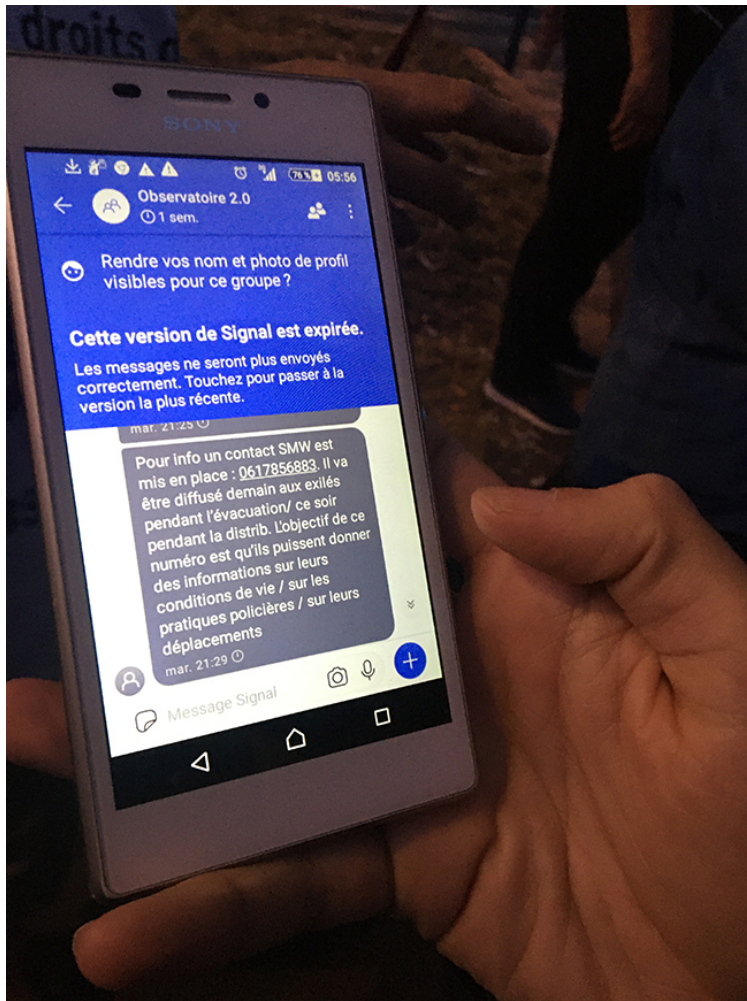 droits d
SONY
76 % 05:56
Observatoire 2.0
1 sem.
Rendre vos nom et photo de profil
visibles pour ce groupe ?
Cette version de Signal est expirée.
Les messages ne seront plus envoyés
correctement. Touchez pour passer à la
version la plus récente.
mar. 21:25
Pour info un contact SMW est
mis en place : 0617856883. Il va
être diffusé demain aux exilés
pendant l'évacuation/ ce soir
pendant la distrib. L'objectif de ce
numéro est qu'ils puissent donner
des informations sur leurs
conditions de vie / sur les
pratiques policières / sur leurs
déplacements
mar. 21:29
Message Signal